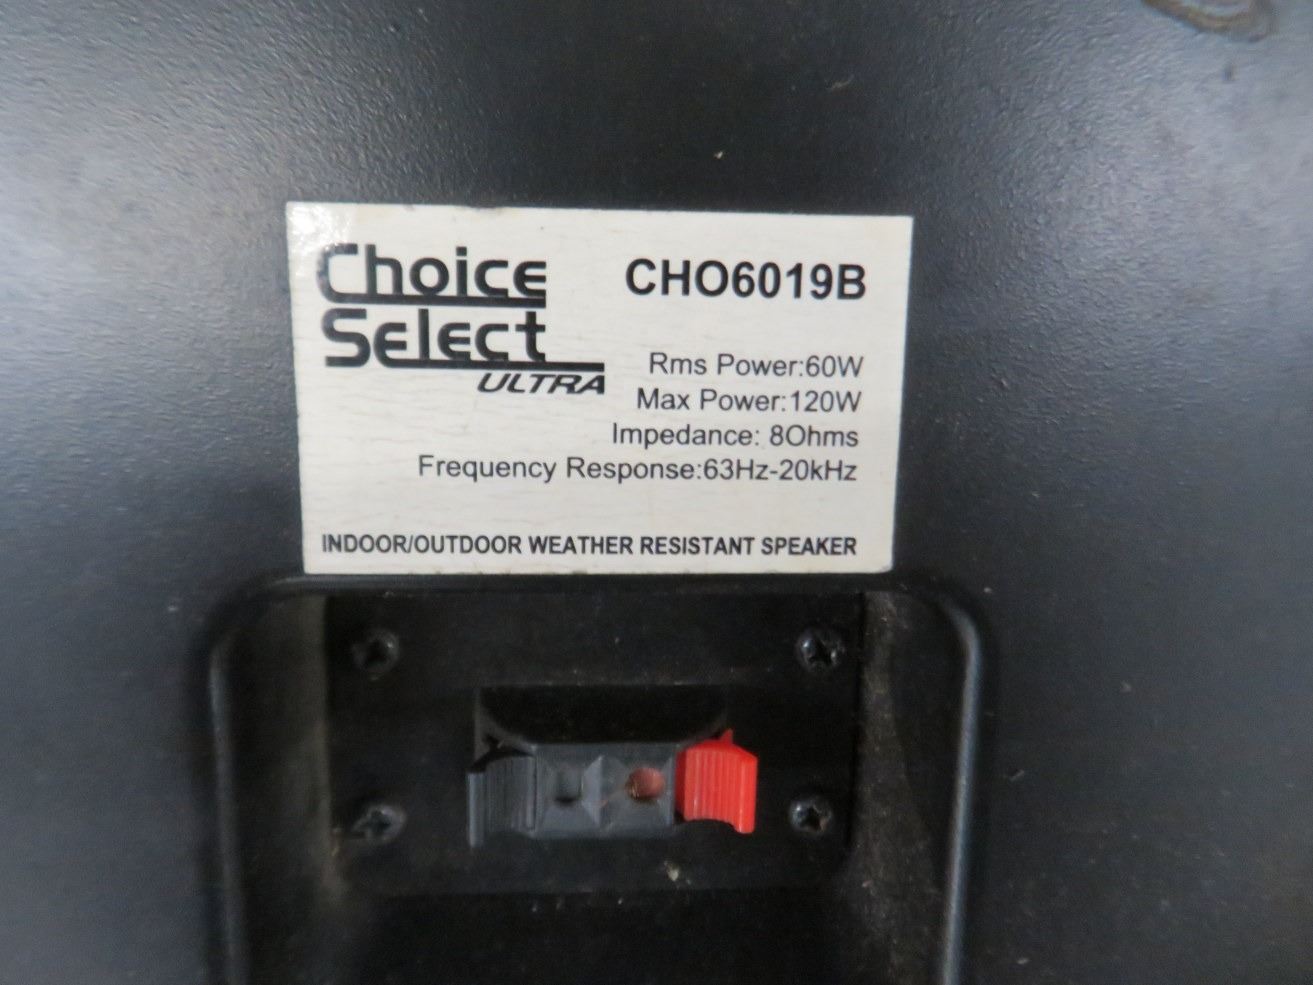 Choice
Select
ULTRA
CHO6019B
Rms Power:60W
Max Power:120W
Impedance: 8Ohms
Frequency Response:63Hz-20kHz
INDOOR/OUTDOOR WEATHER RESISTANT SPEAKER